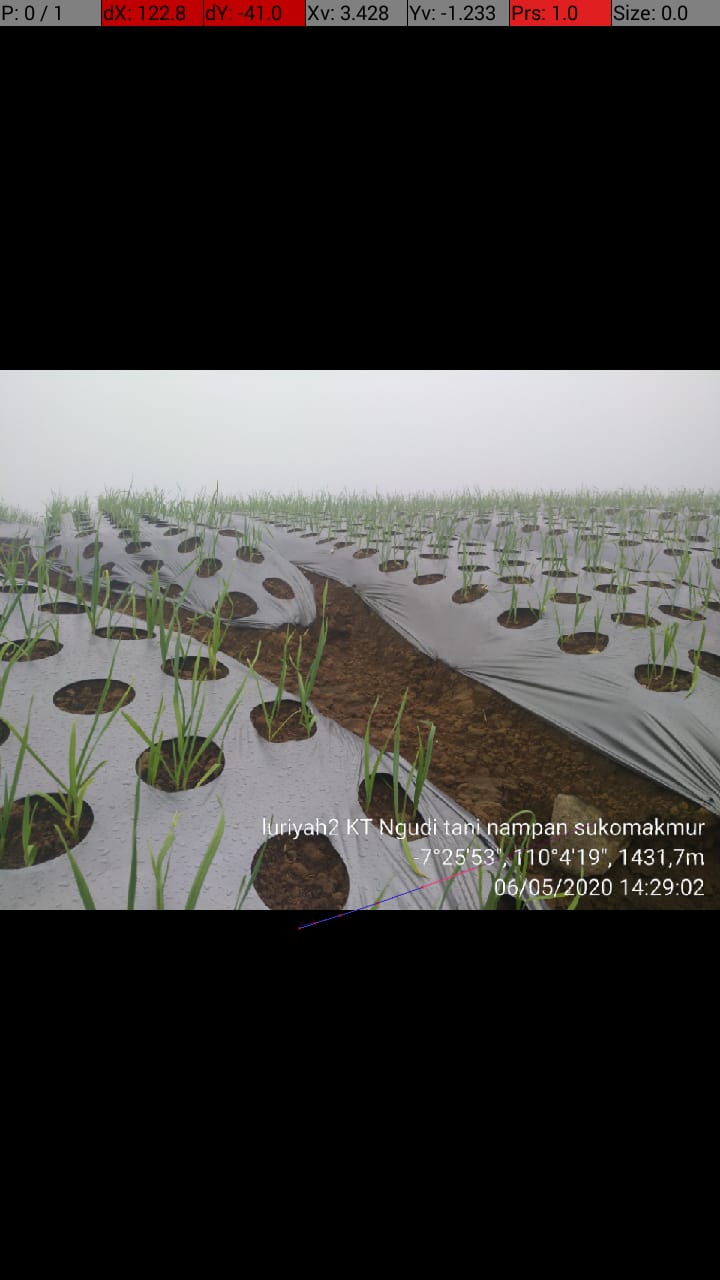 P: 0 / 1 dX: 122.8 dY: -41.0 Xv: 3.428 Yv: -1.233 Prs: 1.0 Size: 0.0
luriyah2 KT Ngudi tani nampan sukomakmur
-7°25'53", 110°4'19", 1431,7m
06/05/2020 14:29:02